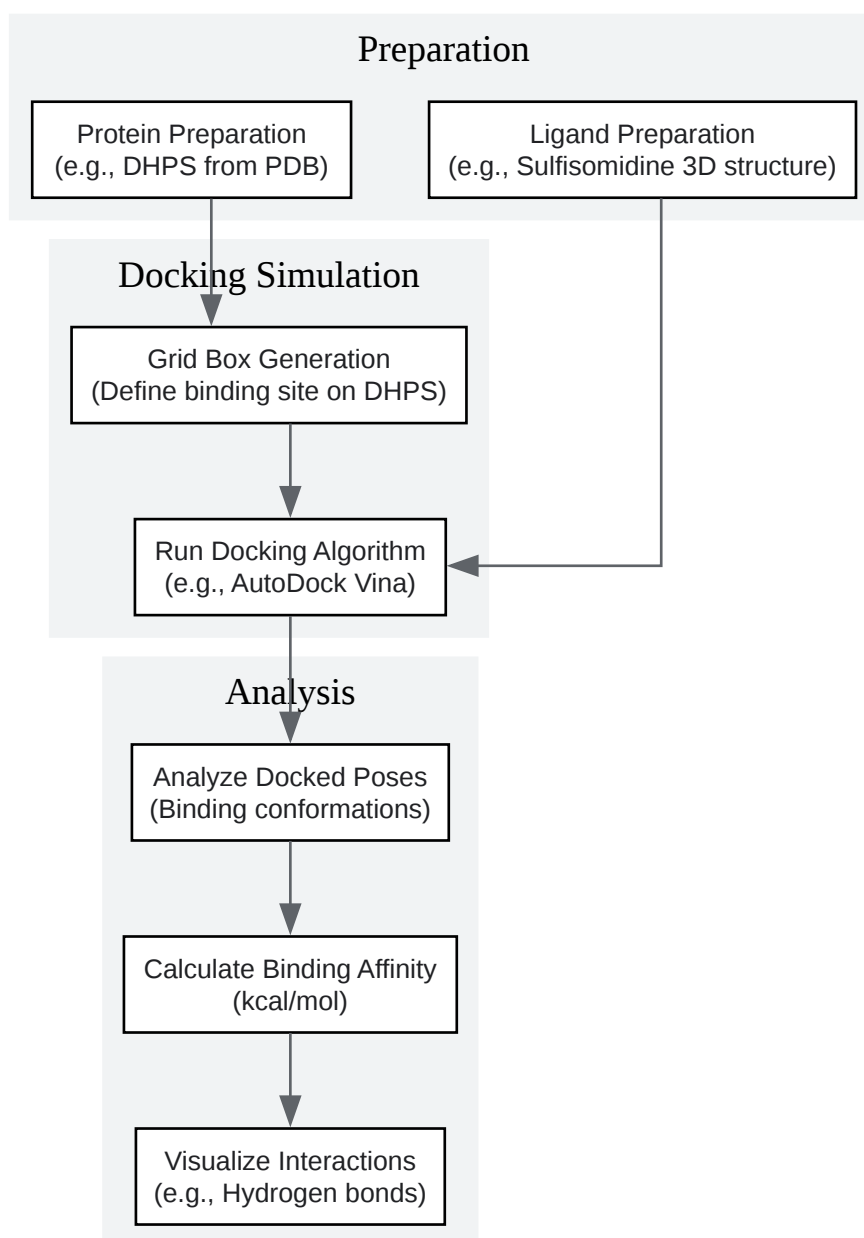 Preparation
Protein Preparation
(e.g., DHPS from PDB)
Ligand Preparation
(e.g., Sulfisomidine 3D structure)
Docking Simulation
Grid Box Generation
(Define binding site on DHPS)
Run Docking Algorithm
(e.g., AutoDock Vina)
Analysis
Analyze Docked Poses
(Binding conformations)
Calculate Binding Affinity
(kcal/mol)
Visualize Interactions
(e.g., Hydrogen bonds)